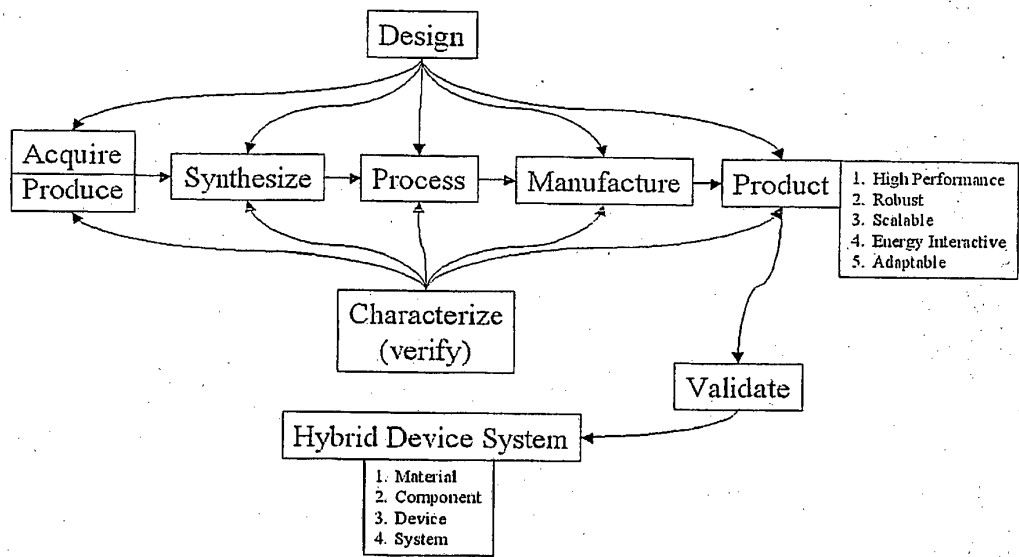 Design
Acquire
Produce
Synthesize
Process
Manufacture
Product
1. High Performance
2. Robust
3. Scalable
4. Energy Interactive
5. Adaptable
Characterize
(verify)
Validate
Hybrid Device System
1. Material
2. Component
3. Device
4. System